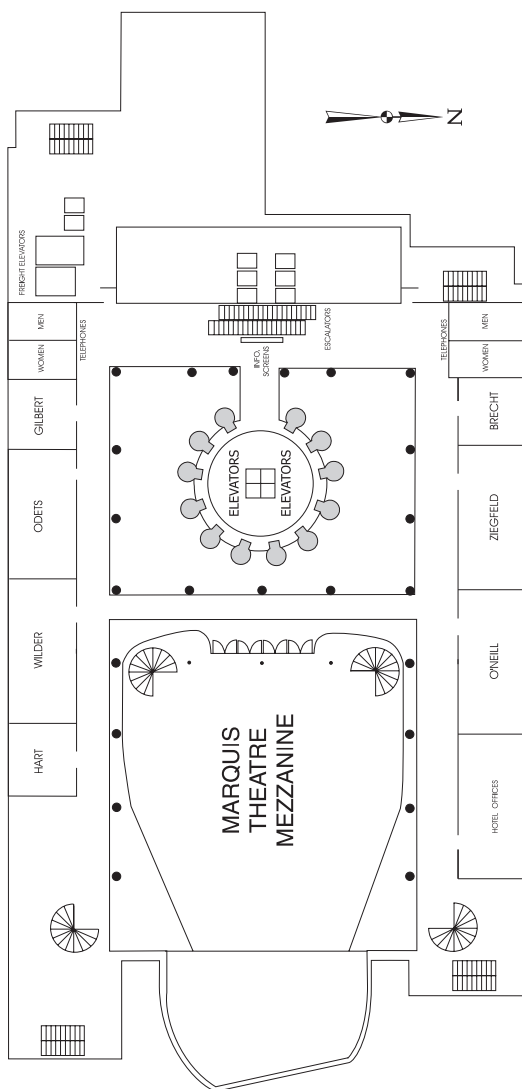 N
FREIGHT ELEVATORS
MEN
WOMEN
TELEPHONES
GILBERT
ODETS
WILDER
HART
ESCALATORS
INFO.
SCREENS
ELEVATORS
ELEVATORS
MARQUIS
THEATRE
MEZZANINE
TELEPHONES
MEN
WOMEN
BRECHT
ZIEGFELD
O'NEILL
HOTEL OFFICES